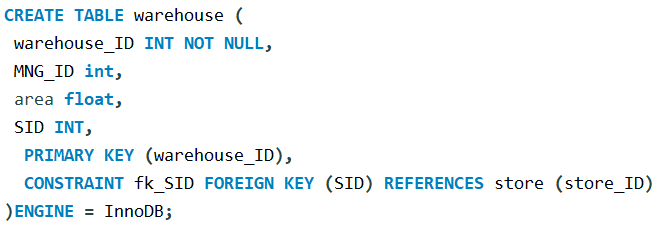 CREATE TABLE warehouse (
 warehouse_ID INT NOT NULL,
 MNG_ID int,
 area float,
 SID INT,
  PRIMARY KEY (warehouse_ID),
  CONSTRAINT fk_SID FOREIGN KEY (SID) REFERENCES store (store_ID)
)ENGINE = InnoDB;